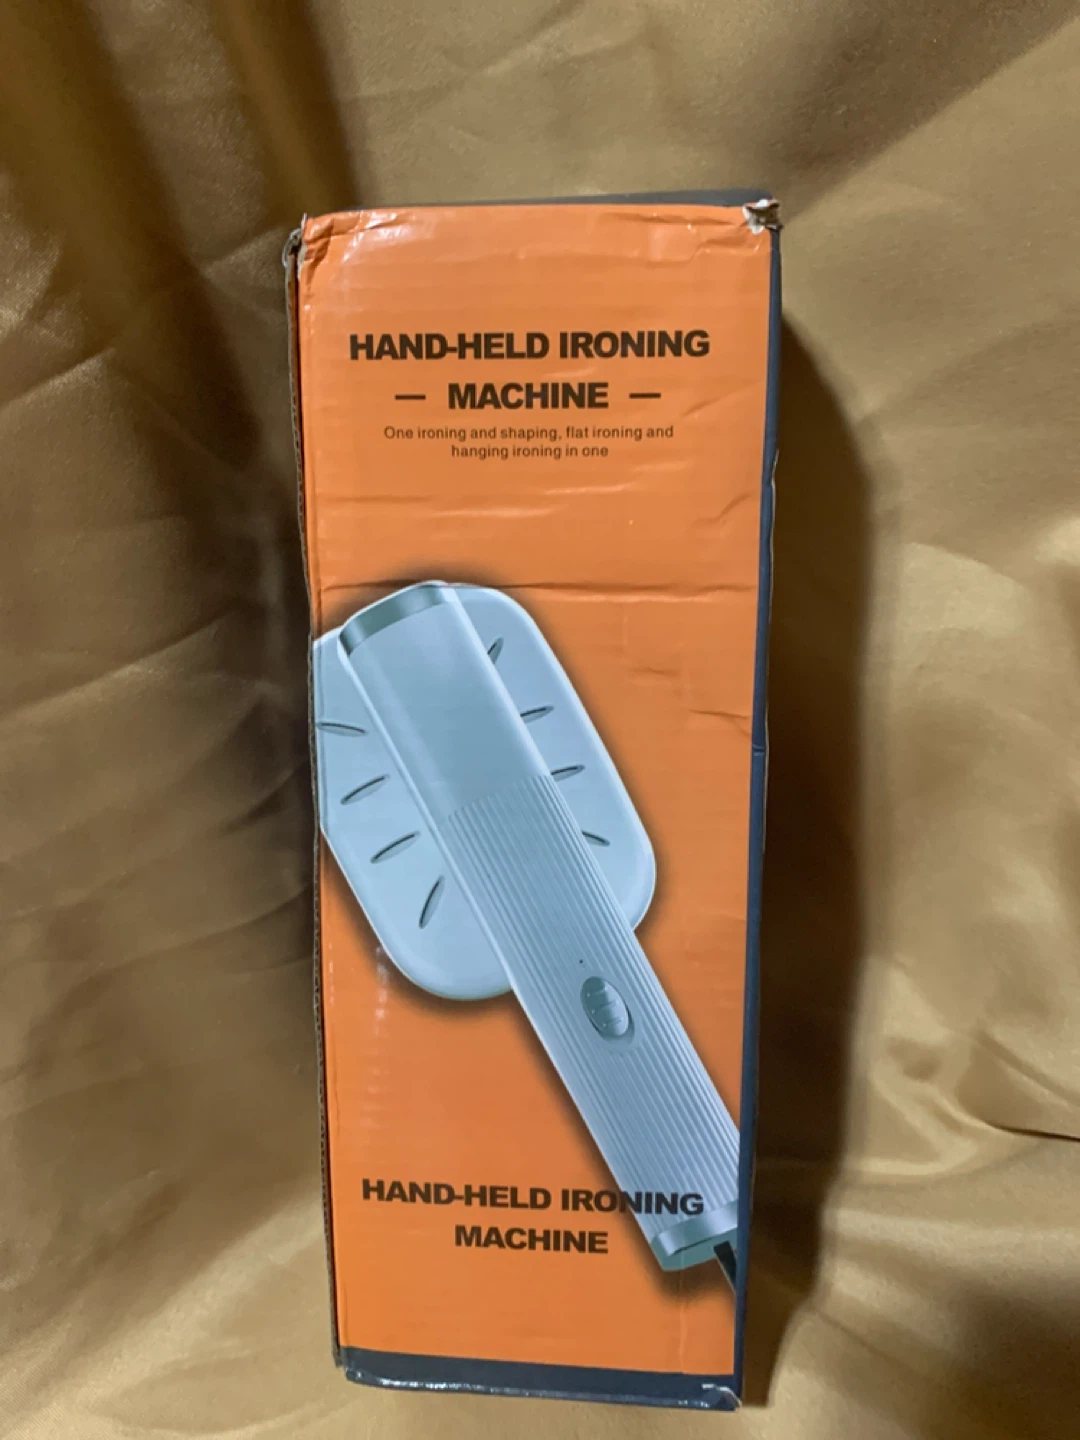 HAND-HELD IRONING
— MACHINE —
One ironing and shaping, flat ironing and
hanging ironing in one
HAND-HELD IRONING
MACHINE